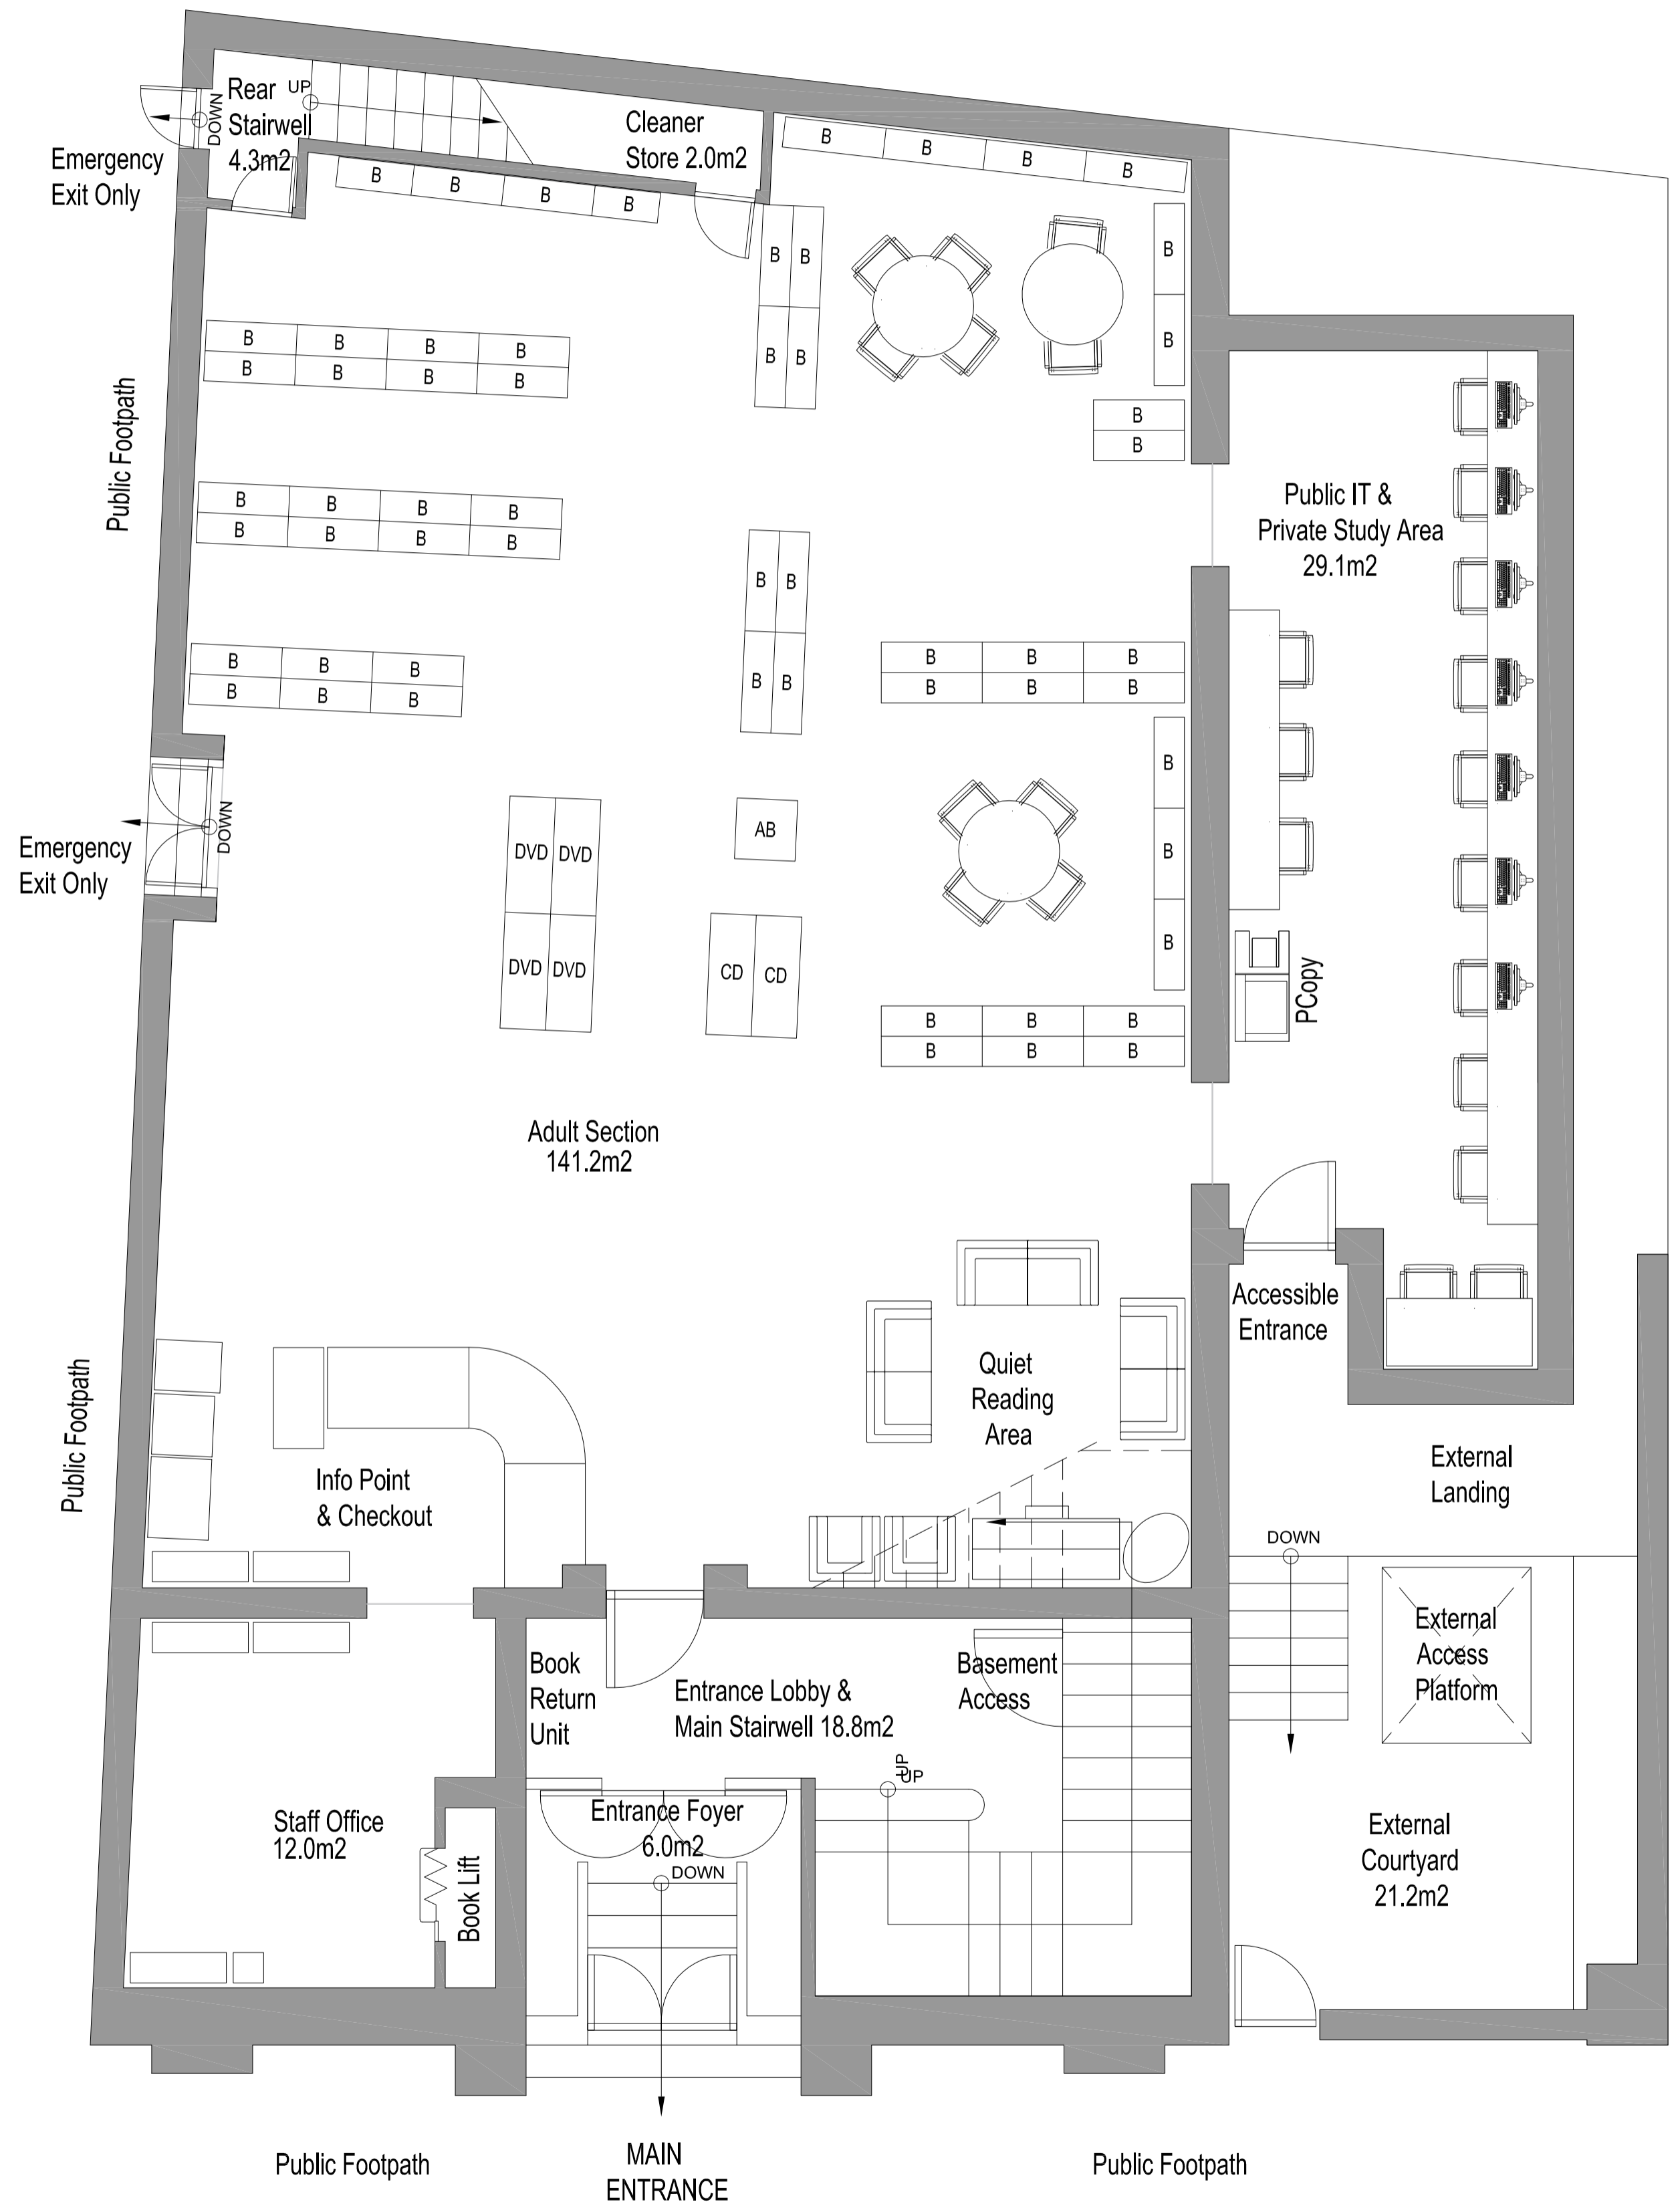 Rear
Stairwell
4.3m2
UP
DOWN
Cleaner
Store 2.0m2
Emergency
Exit Only
B B B B
B B B B
B B
B B
B
B
B B B B
B B B B
B
B
Public Footpath
Public IT &
Private Study Area
29.1m2
B B B B
B B B B
B B
B B
B B B
B B B
B B B
B B B
Emergency
Exit Only
DOWN
DVD DVD
DVD DVD
AB
CD CD
B
B
B
PCopy
B B B
B B B
Adult Section
141.2m2
Accessible
Entrance
Quiet
Reading
Area
Public Footpath
Info Point
& Checkout
External
Landing
DOWN
External
Access
Platform
Book
Return
Unit
Entrance Lobby &
Main Stairwell 18.8m2
Basement
Access
UP
UP
Staff Office
12.0m2
Book Lift
Entrance Foyer
6.0m2
DOWN
External
Courtyard
21.2m2
Public Footpath
MAIN
ENTRANCE
Public Footpath